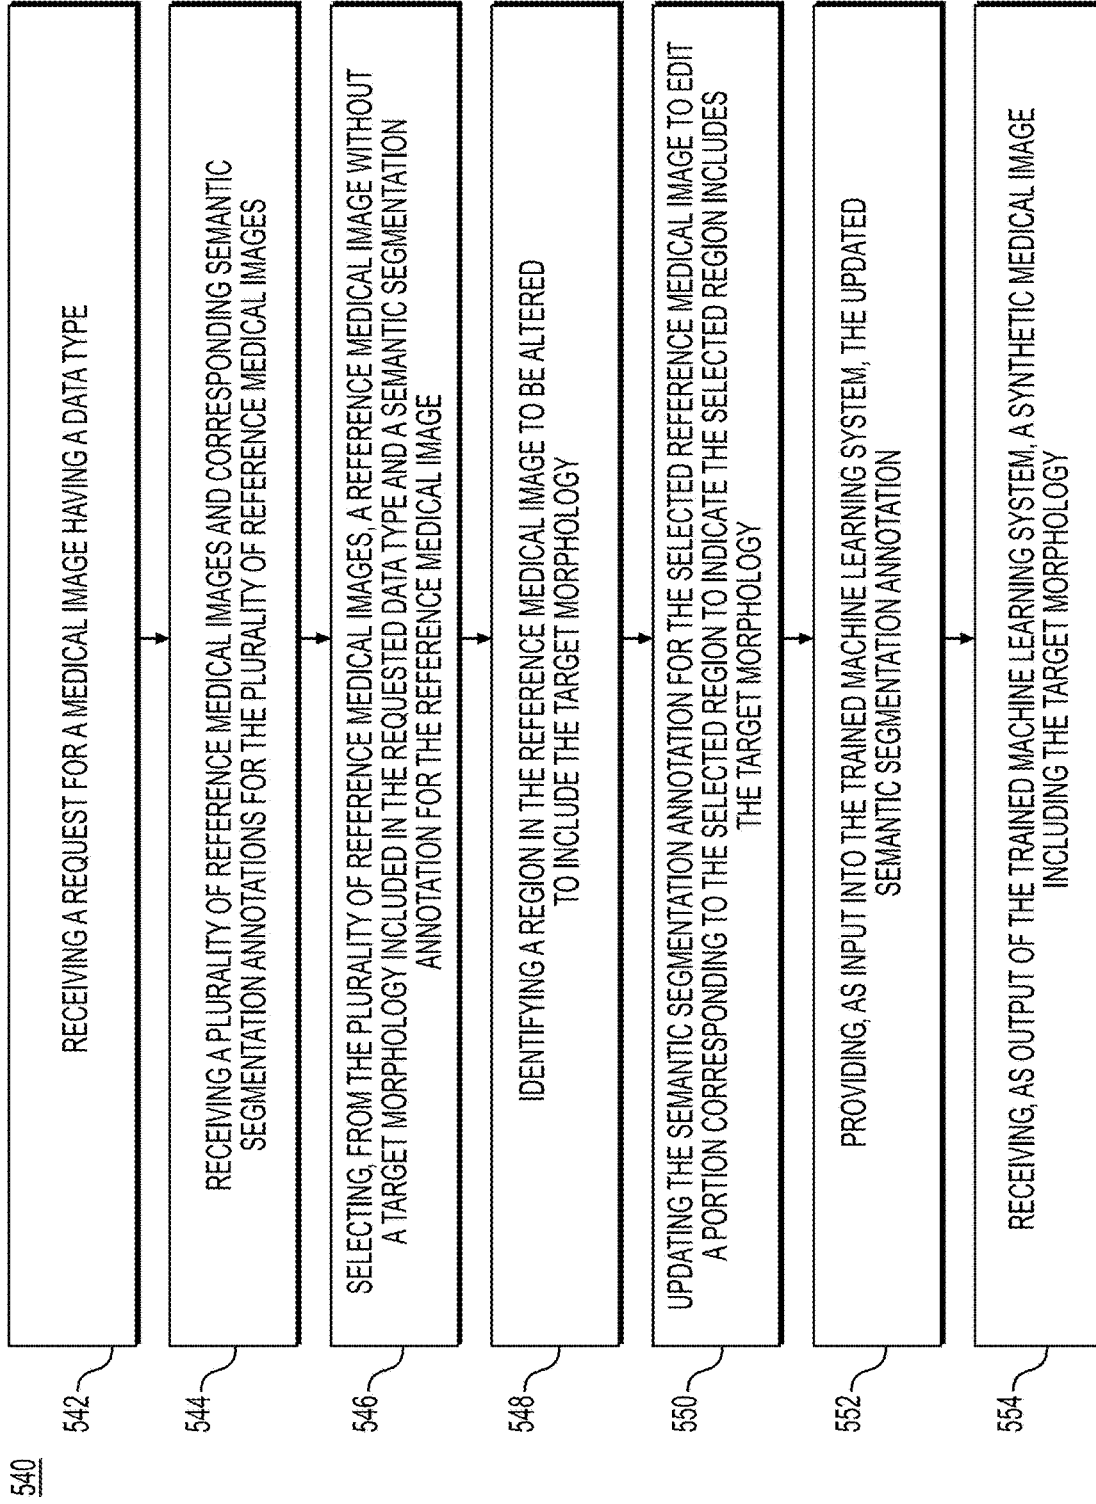 540
542
RECEIVING A REQUEST FOR A MEDICAL IMAGE HAVING A DATA TYPE
544
RECEIVING A PLURALITY OF REFERENCE MEDICAL IMAGES AND CORRESPONDING SEMANTIC
SEGMENTATION ANNOTATIONS FOR THE PLURALITY OF REFERENCE MEDICAL IMAGES
546
SELECTING, FROM THE PLURALITY OF REFERENCE MEDICAL IMAGES, A REFERENCE MEDICAL IMAGE WITHOUT
A TARGET MORPHOLOGY INCLUDED IN THE REQUESTED DATA TYPE AND A SEMANTIC SEGMENTATION
ANNOTATION FOR THE REFERENCE MEDICAL IMAGE
548
IDENTIFYING A REGION IN THE REFERENCE MEDICAL IMAGE TO BE ALTERED
TO INCLUDE THE TARGET MORPHOLOGY
550
UPDATING THE SEMANTIC SEGMENTATION ANNOTATION FOR THE SELECTED REFERENCE MEDICAL IMAGE TO EDIT
A PORTION CORRESPONDING TO THE SELECTED REGION TO INDICATE THE SELECTED REGION INCLUDES
THE TARGET MORPHOLOGY
552
PROVIDING, AS INPUT INTO THE TRAINED MACHINE LEARNING SYSTEM, THE UPDATED
SEMANTIC SEGMENTATION ANNOTATION
554
RECEIVING, AS OUTPUT OF THE TRAINED MACHINE LEARNING SYSTEM, A SYNTHETIC MEDICAL IMAGE
INCLUDING THE TARGET MORPHOLOGY